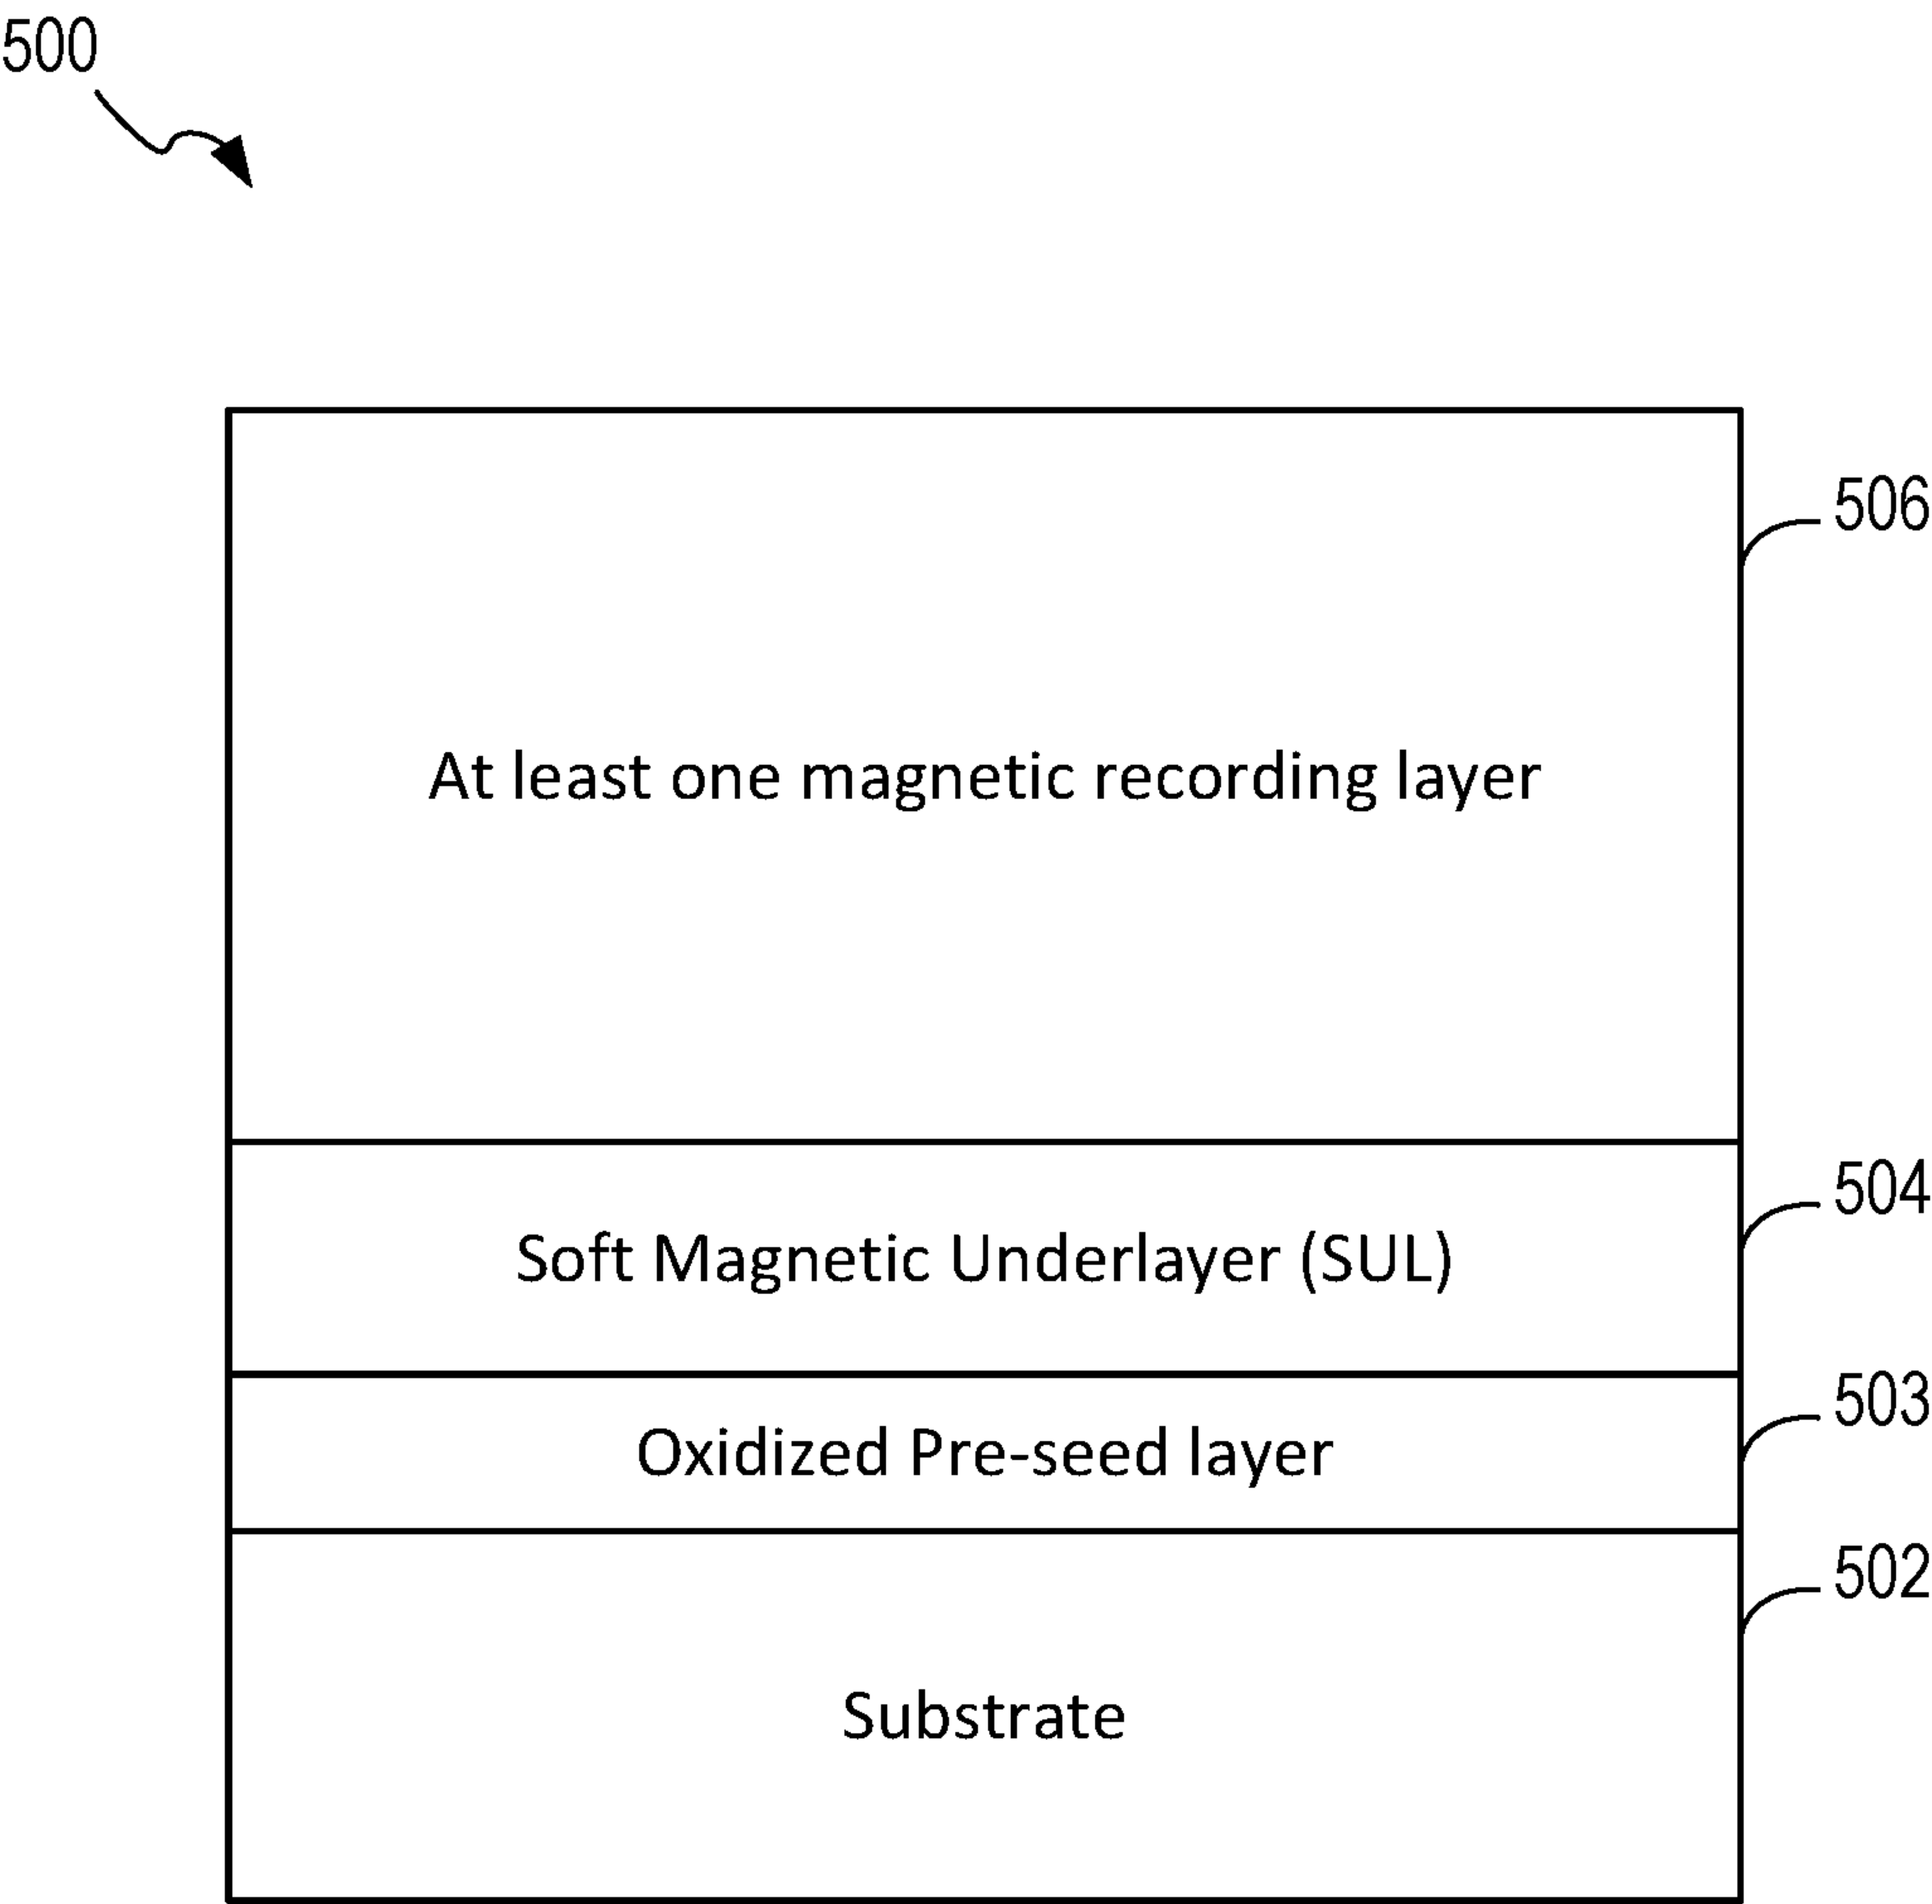 500
506
At least one magnetic recording layer
504
Soft Magnetic Underlayer (SUL)
503
Oxidized Pre-seed layer
502
Substrate